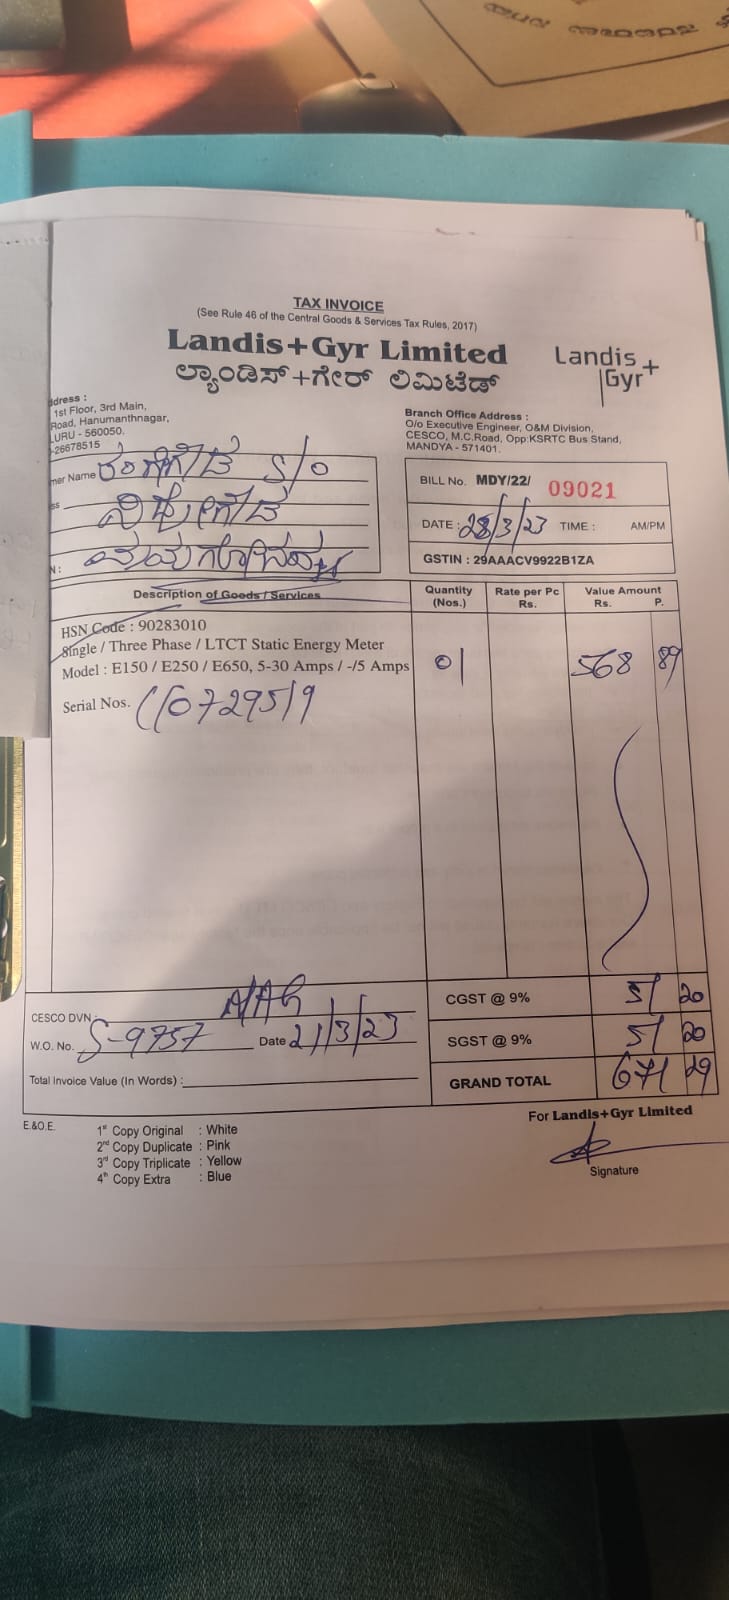 TAX INVOICE
(See Rule 46 of the Central Goods & Services Tax Rules, 2017)
Landis+Gyr Limited
ಲ್ಯಾಂಡಿಸ್+ಗೇರ್ ಲಿಮಿಟೆಡ್
Landis+
Gyr
ddress :
1st Floor, 3rd Main,
Road, Hanumanthnagar,
LURU - 560050.
-26678515
Branch Office Address :
O/o Executive Engineer, O&M Division,
CESCO, M.C.Road, Opp:KSRTC Bus Stand,
MANDYA - 571401.
mer Name S/O
ss
N :
BILL No. MDY/22/ 09021
DATE : 28/3/23 TIME : AM/PM
GSTIN : 29AAACV9922B1ZA
Description of Goods / Services Quantity (Nos.) Rate per Pc Rs. Value Amount Rs. P.
HSN Code : 90283010
Single / Three Phase / LTCT Static Energy Meter
Model : E150 / E250 / E650, 5-30 Amps / -/5 Amps 01 568 89
Serial Nos.
CGST @ 9% 51 20
SGST @ 9% 51 20
GRAND TOTAL 671 29
CESCO DVN.
W.O. No. S-9757 Date 21/3/23
Total Invoice Value (In Words) :
E.&O.E.
1st Copy Original : White
2nd Copy Duplicate : Pink
3rd Copy Triplicate : Yellow
4th Copy Extra : Blue
For Landis+Gyr Limited
Signature